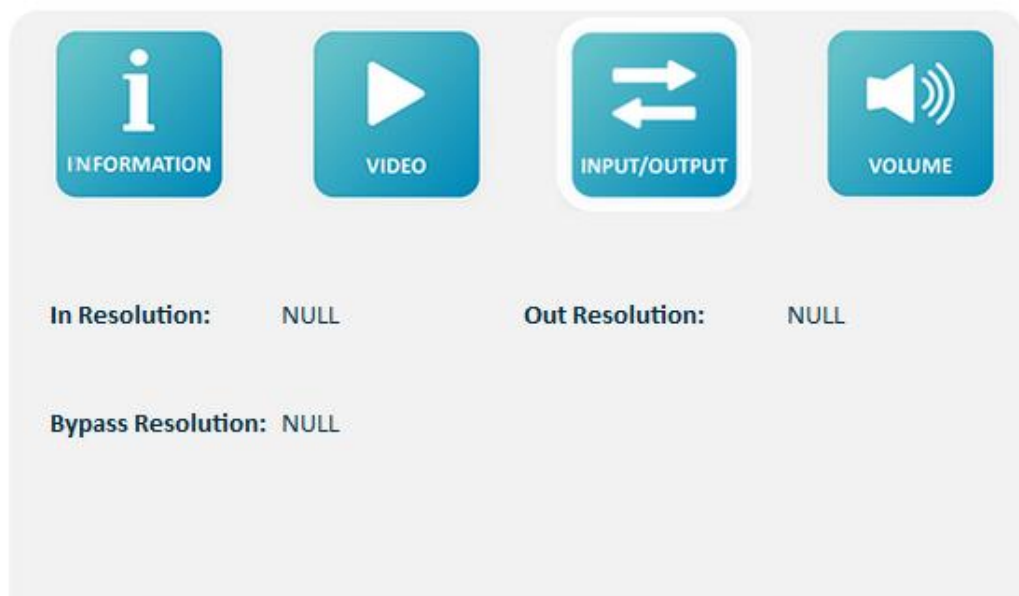 INFORMATION
VIDEO
INPUT/OUTPUT
VOLUME
In Resolution: NULL Out Resolution: NULL
Bypass Resolution: NULL